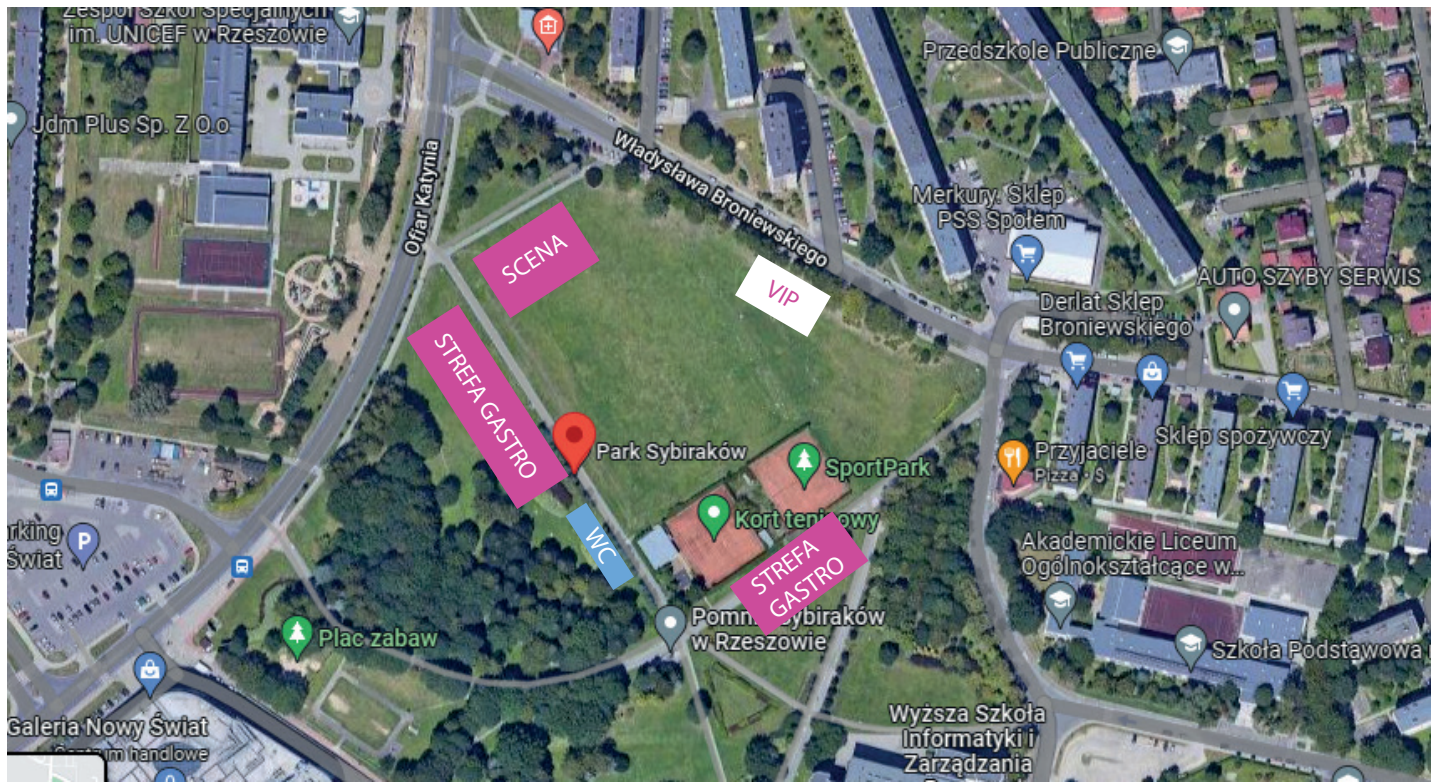 Zespół Szkół Specjalnych
im. UNICEF w Rzeszowie
Jdm Plus Sp. Z O.o
Ofiar Katynia
Władysława Broniewskiego
Przedszkole Publiczne
Merkury. Sklep
PSS Społem
AUTO SZYBY SERWIS
Derlat Sklep
Broniewskiego
SCENA
VIP
STREFA GASTRO
Park Sybiraków
SportPark
Kort tenisowy
Przyjaciele
Pizza · $
Sklep spożywczy
WC
STREFA
GASTRO
Akademickie Liceum
Ogólnokształcące w...
arking
Świat
P
Plac zabaw
Pomnik Sybiraków
w Rzeszowie
Szkoła Podstawowa
Galeria Nowy Świat
Centrum handlowe
Wyższa Szkoła
Informatyki i
Zarządzania